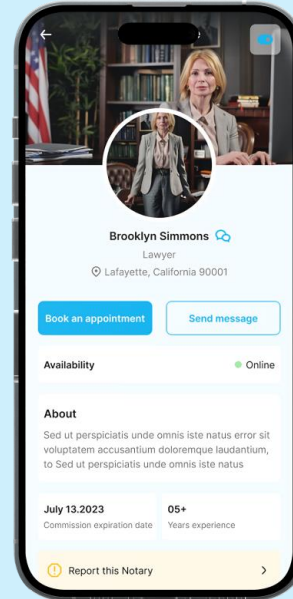 Brooklyn Simmons
Lawyer
Lafayette, California 90001
Book an appointment
Send message
Availability
Online
About
Sed ut perspiciatis unde omnis iste natus error sit
voluptatem accusantium doloremque laudantium,
to Sed ut perspiciatis unde omnis iste natus
July 13.2023
05+
Commission expiration date
Years experience
Report this Notary